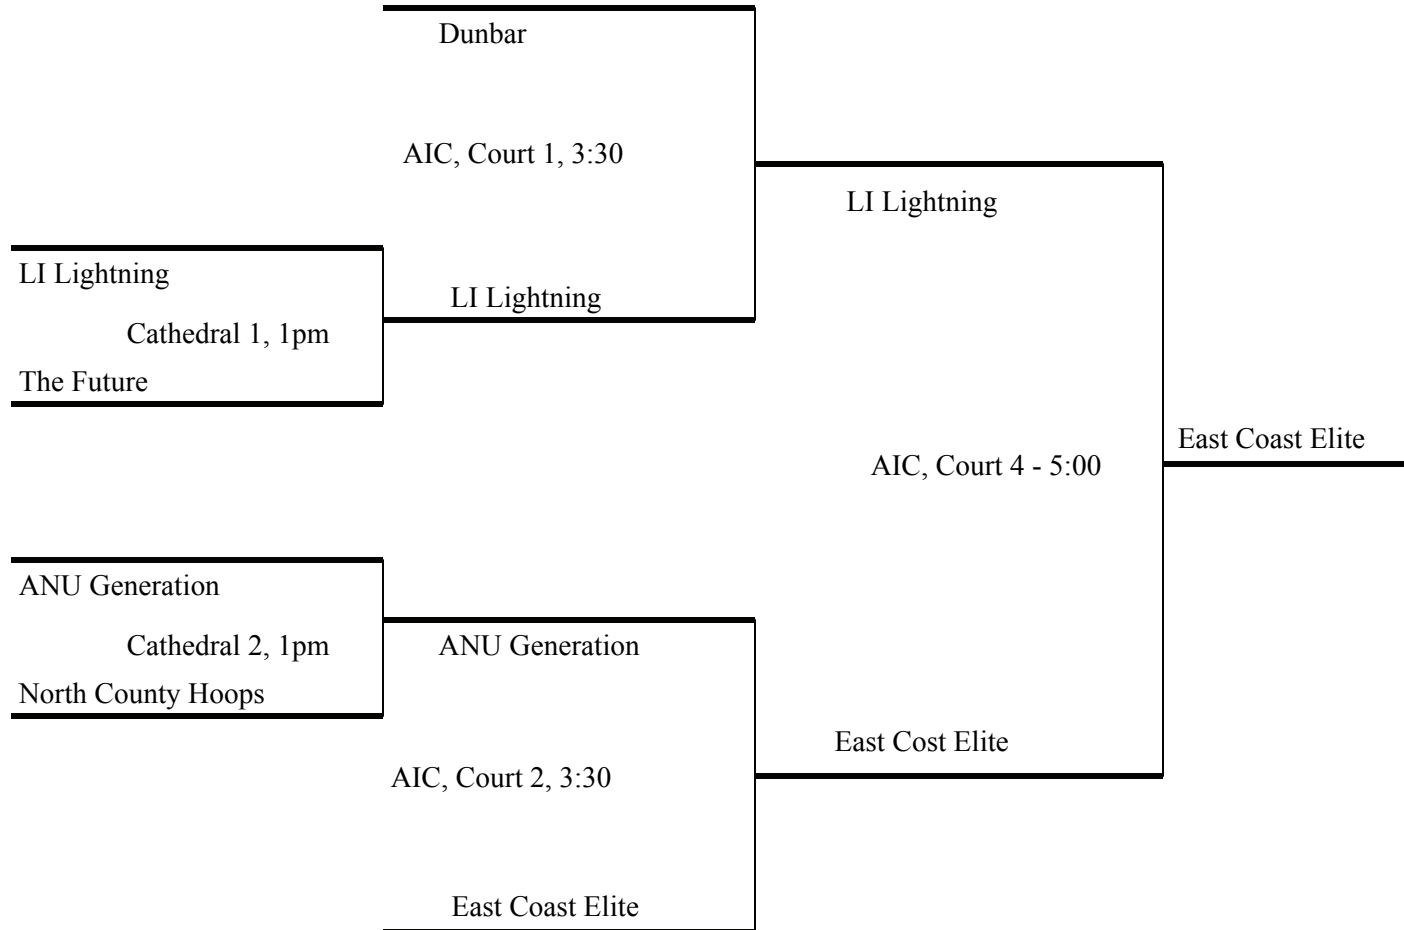 Dunbar
AIC, Court 1, 3:30
LI Lightning
LI Lightning
LI Lightning
Cathedral 1, 1pm
The Future
East Coast Elite
AIC, Court 4 - 5:00
ANU Generation
Cathedral 2, 1pm
ANU Generation
North County Hoops
East Cost Elite
AIC, Court 2, 3:30
East Coast Elite